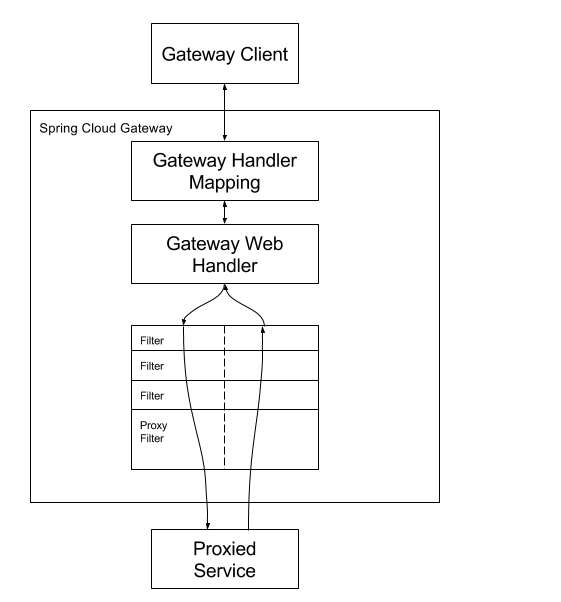 Gateway Client
Spring Cloud Gateway
Gateway Handler
Mapping
Gateway Web
Handler
Filter
Filter
Filter
Proxy
Filter
Proxied
Service